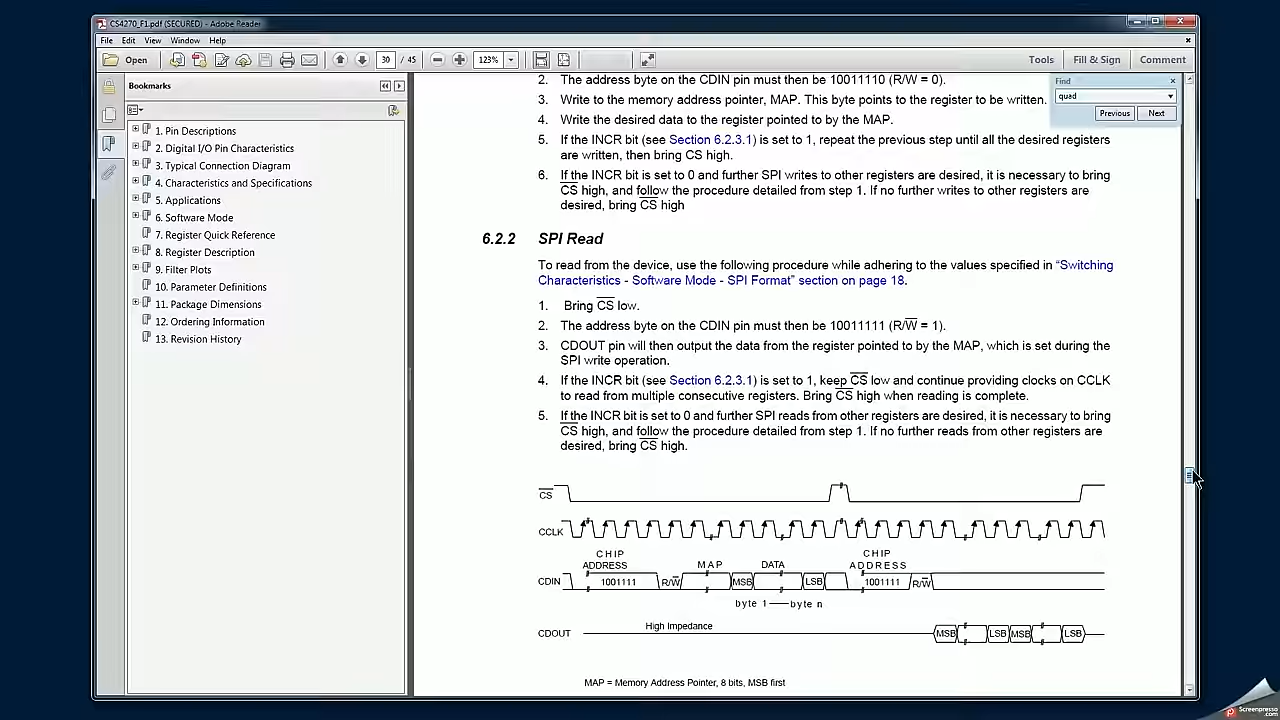 CS4270_F1.pdf (SECURED) - Adobe Reader
File Edit View Window Help
Open 30 / 45 123% Tools Fill & Sign Comment
Bookmarks
1. Pin Descriptions
2. Digital I/O Pin Characteristics
3. Typical Connection Diagram
4. Characteristics and Specifications
5. Applications
6. Software Mode
7. Register Quick Reference
8. Register Description
9. Filter Plots
10. Parameter Definitions
11. Package Dimensions
12. Ordering Information
13. Revision History
Find
quad
Previous Next
2. The address byte on the CDIN pin must then be 10011110 (R/W = 0).
3. Write to the memory address pointer, MAP. This byte points to the register to be written.
4. Write the desired data to the register pointed to by the MAP.
5. If the INCR bit (see Section 6.2.3.1) is set to 1, repeat the previous step until all the desired registers
are written, then bring CS high.
6. If the INCR bit is set to 0 and further SPI writes to other registers are desired, it is necessary to bring
CS high, and follow the procedure detailed from step 1. If no further writes to other registers are
desired, bring CS high
6.2.2 SPI Read
To read from the device, use the following procedure while adhering to the values specified in “Switching
Characteristics - Software Mode - SPI Format” section on page 18.
1. Bring CS low.
2. The address byte on the CDIN pin must then be 10011111 (R/W = 1).
3. CDOUT pin will then output the data from the register pointed to by the MAP, which is set during the
SPI write operation.
4. If the INCR bit (see Section 6.2.3.1) is set to 1, keep CS low and continue providing clocks on CCLK
to read from multiple consecutive registers. Bring CS high when reading is complete.
5. If the INCR bit is set to 0 and further SPI reads from other registers are desired, it is necessary to bring
CS high, and follow the procedure detailed from step 1. If no further reads from other registers are
desired, bring CS high.
CS
CCLK
CHIP CHIP
ADDRESS MAP DATA ADDRESS
CDIN 1001111 R/W MSB LSB 1001111 R/W
byte 1 byte n
High Impedance
CDOUT MSB LSB MSB LSB
MAP = Memory Address Pointer, 8 bits, MSB first
Screenpresso
.com